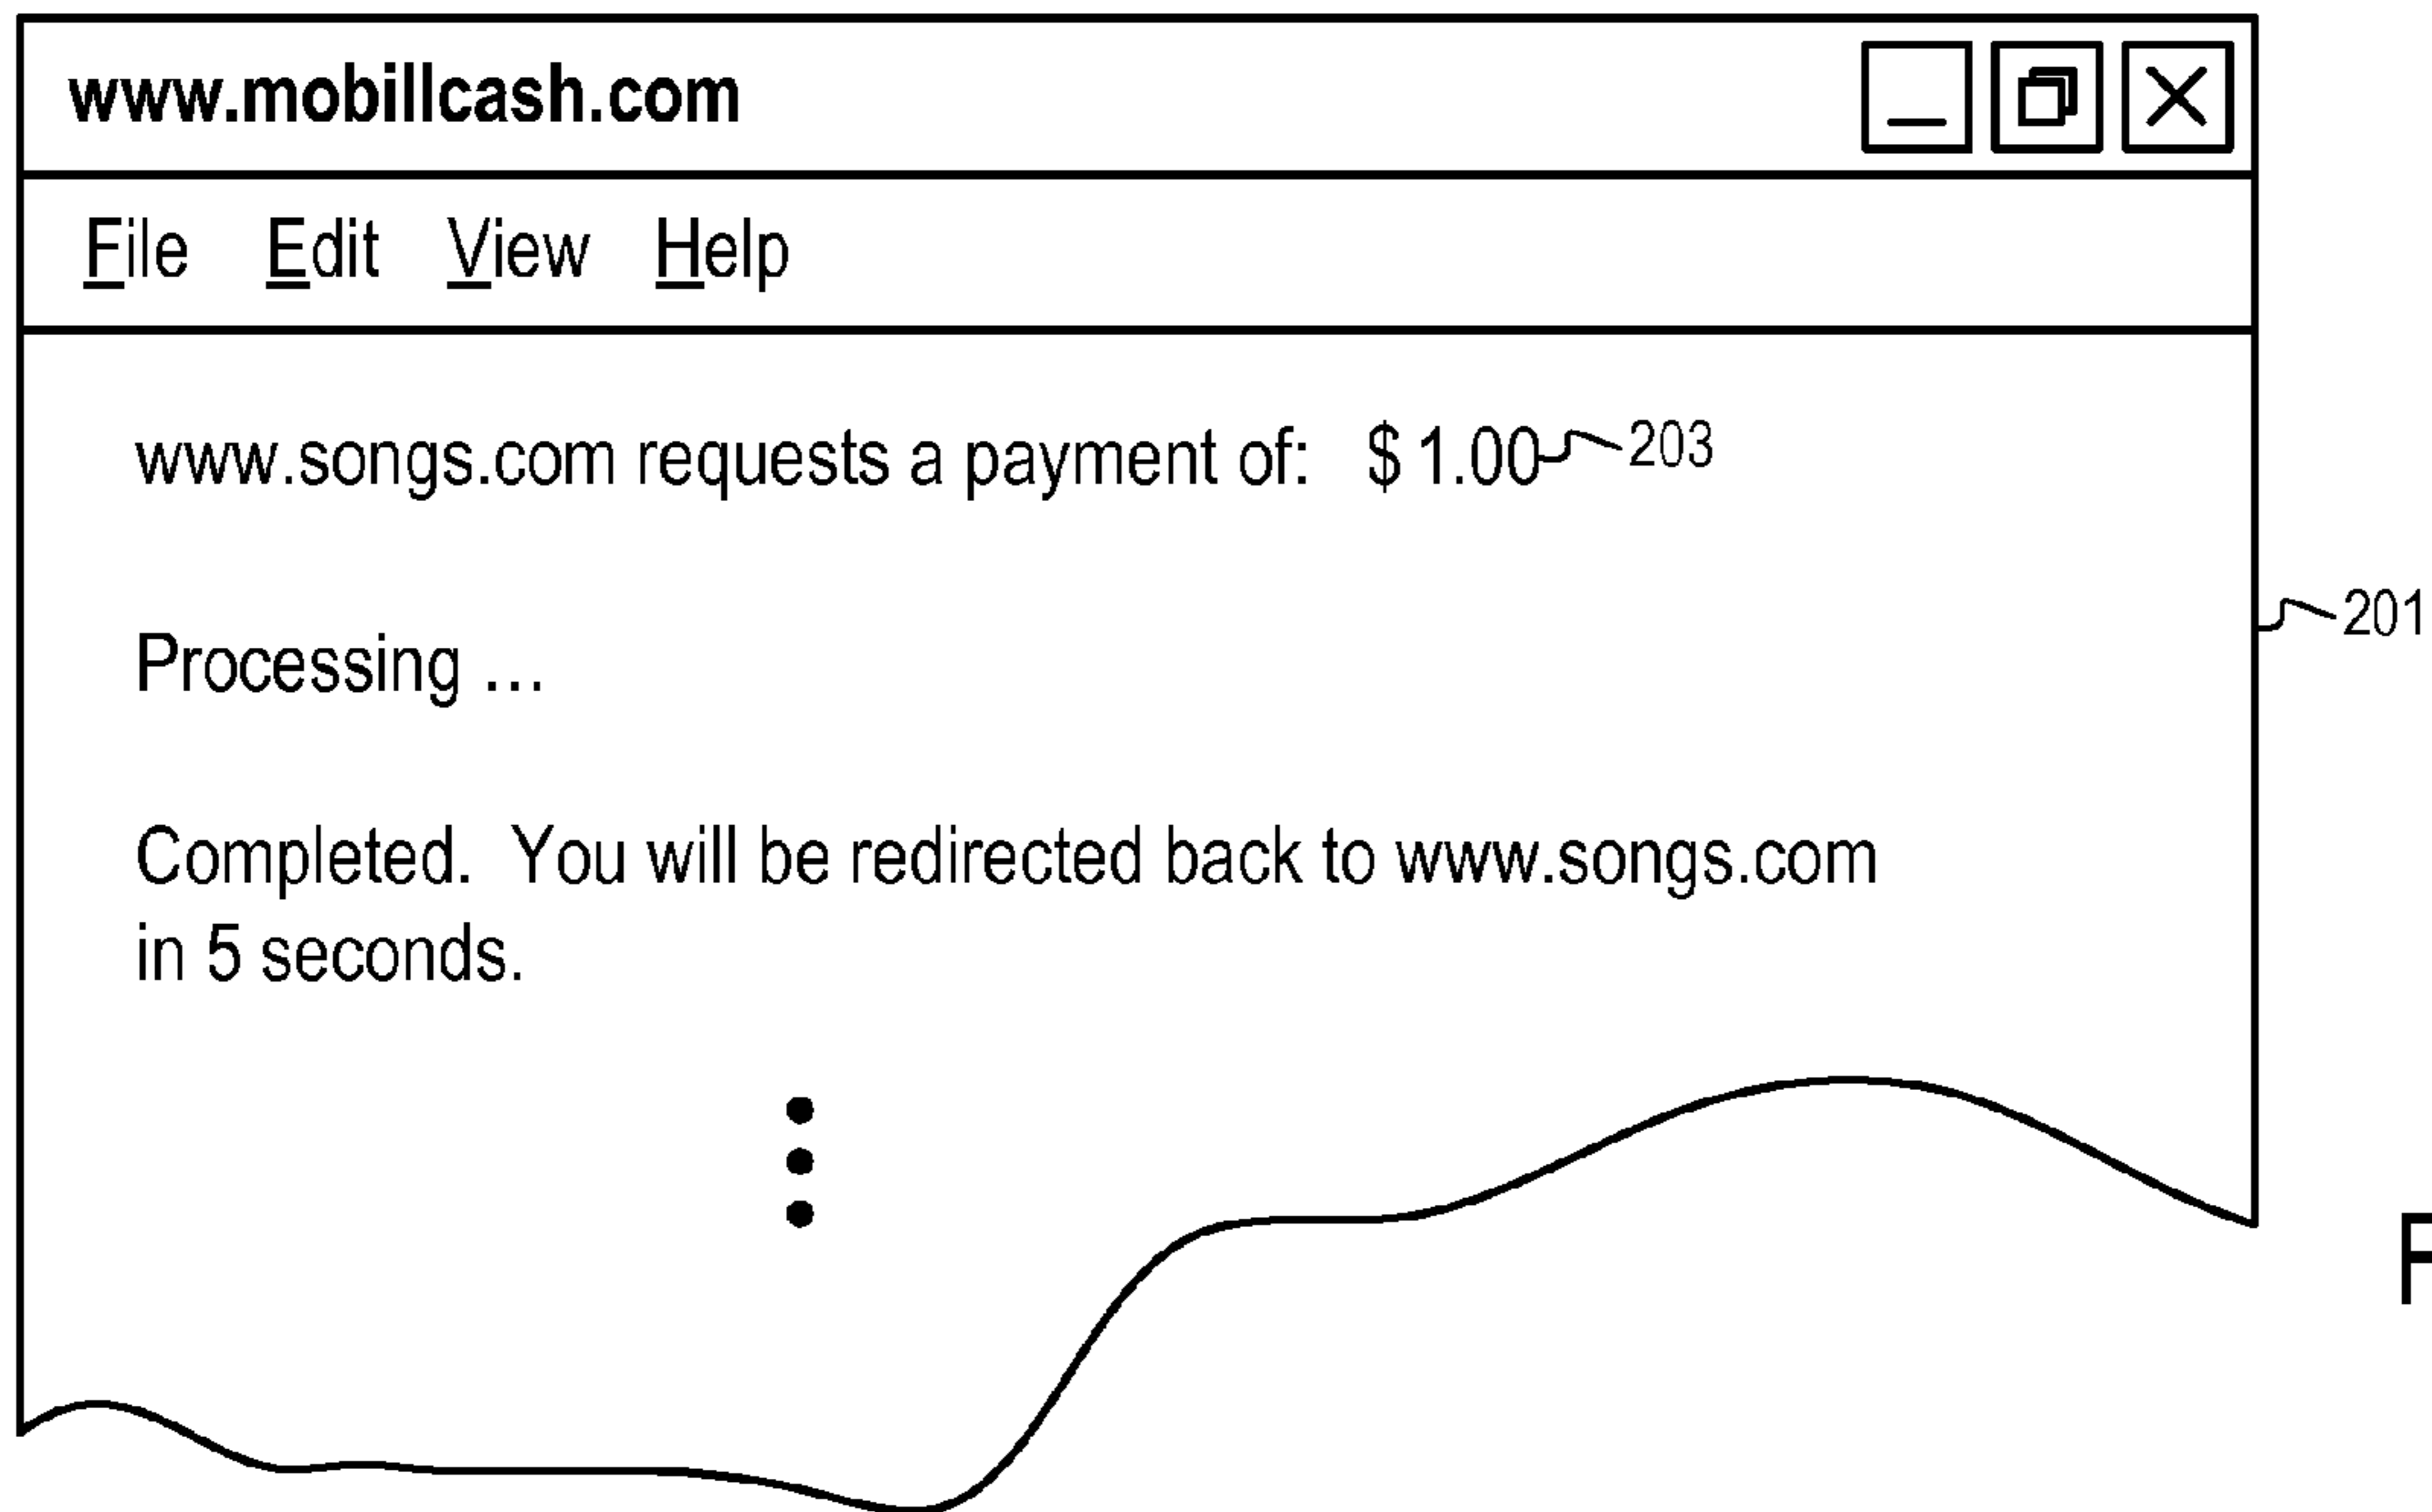 www.mobillcash.com
File Edit View Help
www.songs.com requests a payment of: $ 1.00 203
201
Processing ...
Completed. You will be redirected back to www.songs.com
in 5 seconds.
F